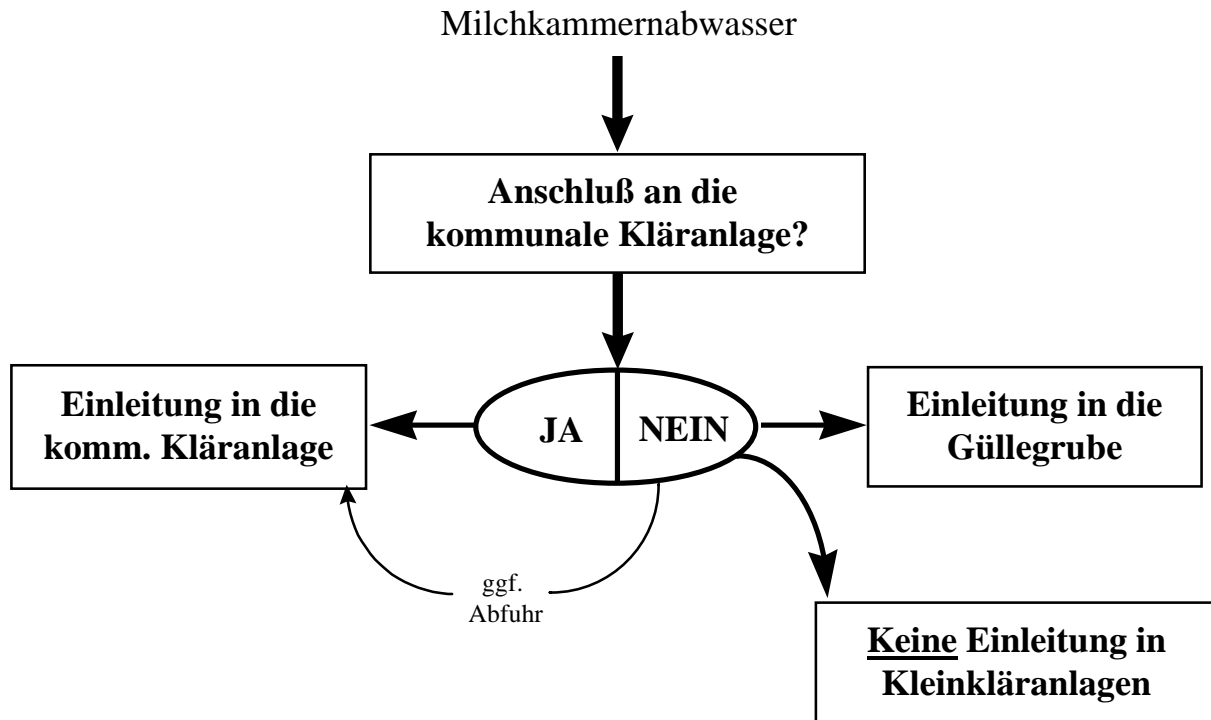 Milchkammernabwasser
Anschluß an die
kommunale Kläranlage?
Einleitung in die
komm. Kläranlage
JA
NEIN
Einleitung in die
Güllegrube
ggf.
Abfuhr
Keine Einleitung in
Kleinkläranlagen